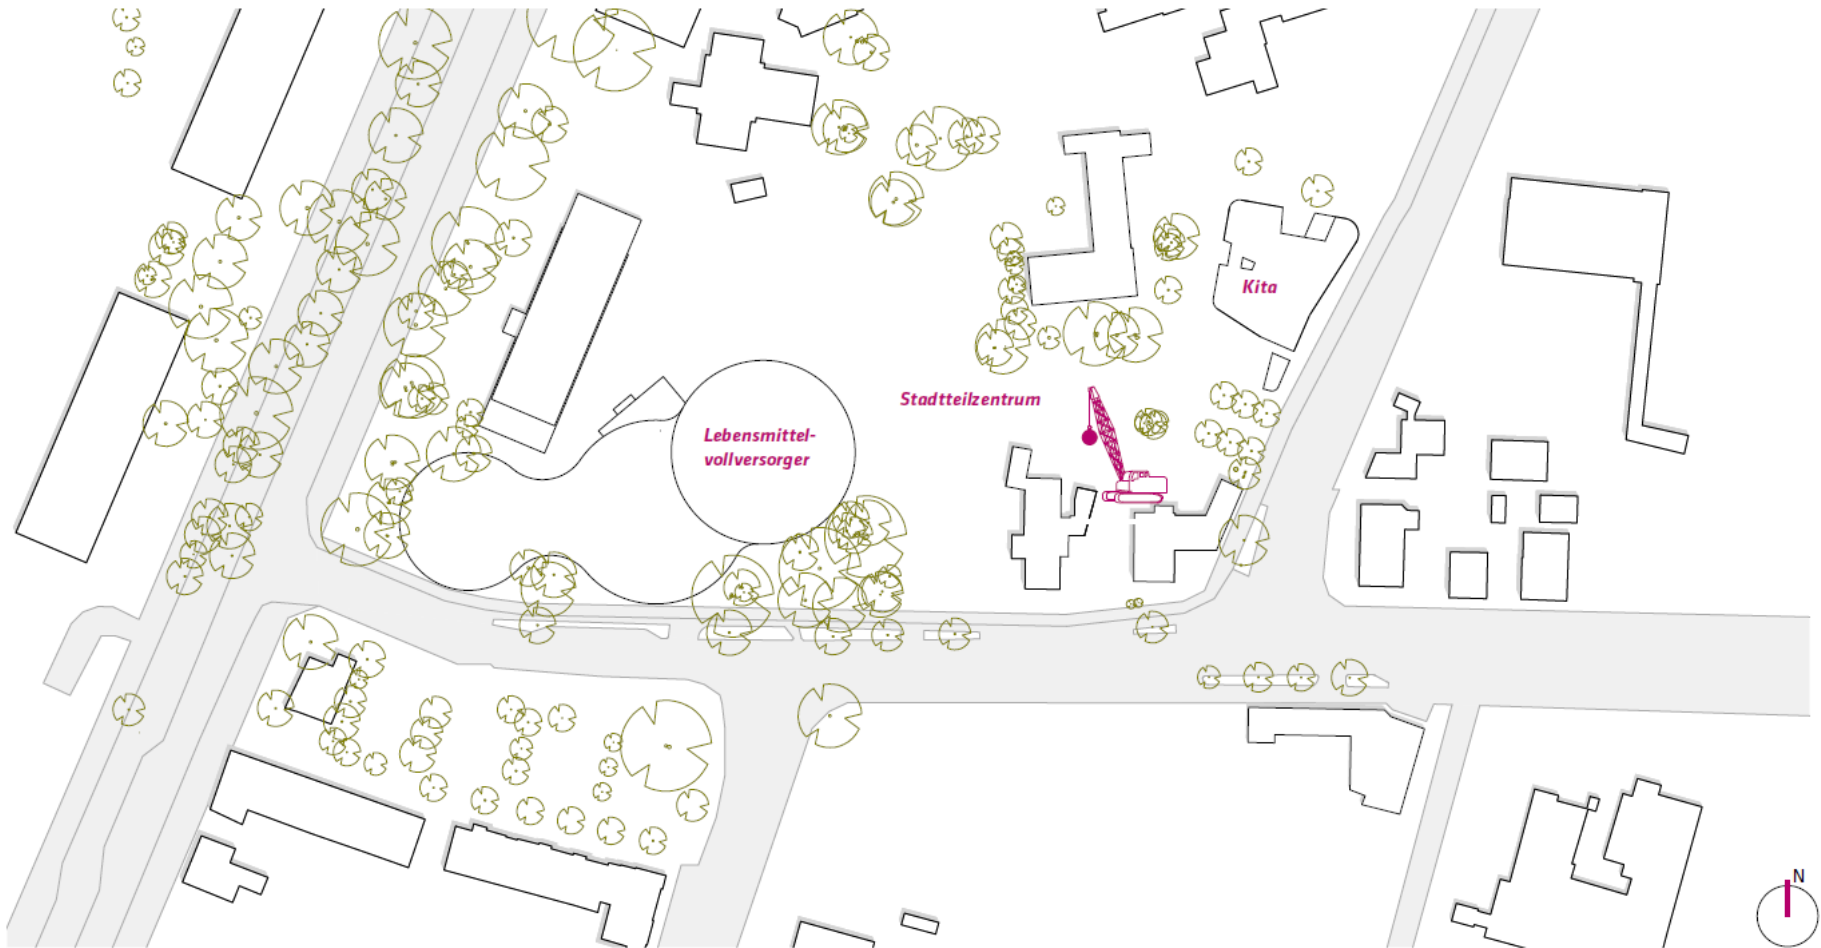 Kita
Stadtteilzentrum
Lebensmittel-
vollversorger
N